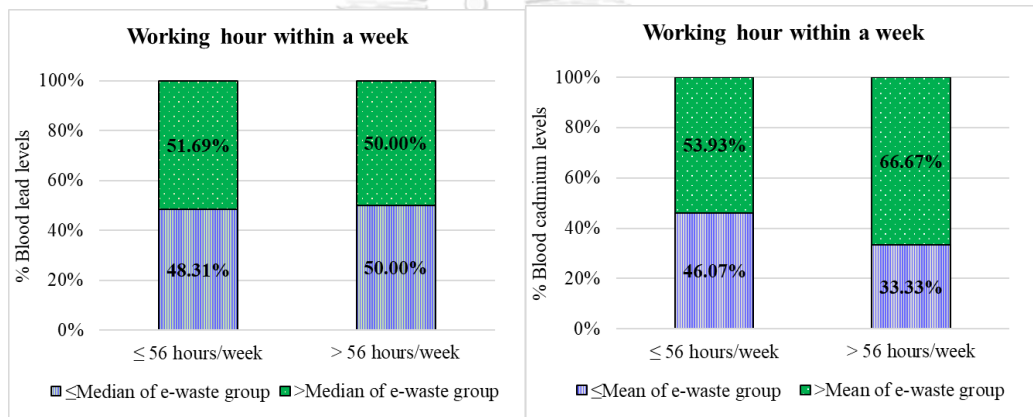 Working hour within a week
% Blood lead levels
100%
80%
60%
40%
20%
0%
51.69%
50.00%
48.31%
50.00%
≤ 56 hours/week > 56 hours/week
≤Median of e-waste group >Median of e-waste group
Working hour within a week
% Blood cadmium levels
100%
80%
60%
40%
20%
0%
53.93%
66.67%
46.07%
33.33%
≤ 56 hours/week > 56 hours/week
≤Mean of e-waste group >Mean of e-waste group